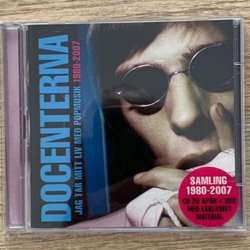 DOCENTERNA
JAG TAR MITT LIV MED POPMUSIK 1980-2007
SAMLING
1980-2007
CD 20 SPÅR + DVD
MED EXKLUSIVT
MATERIAL